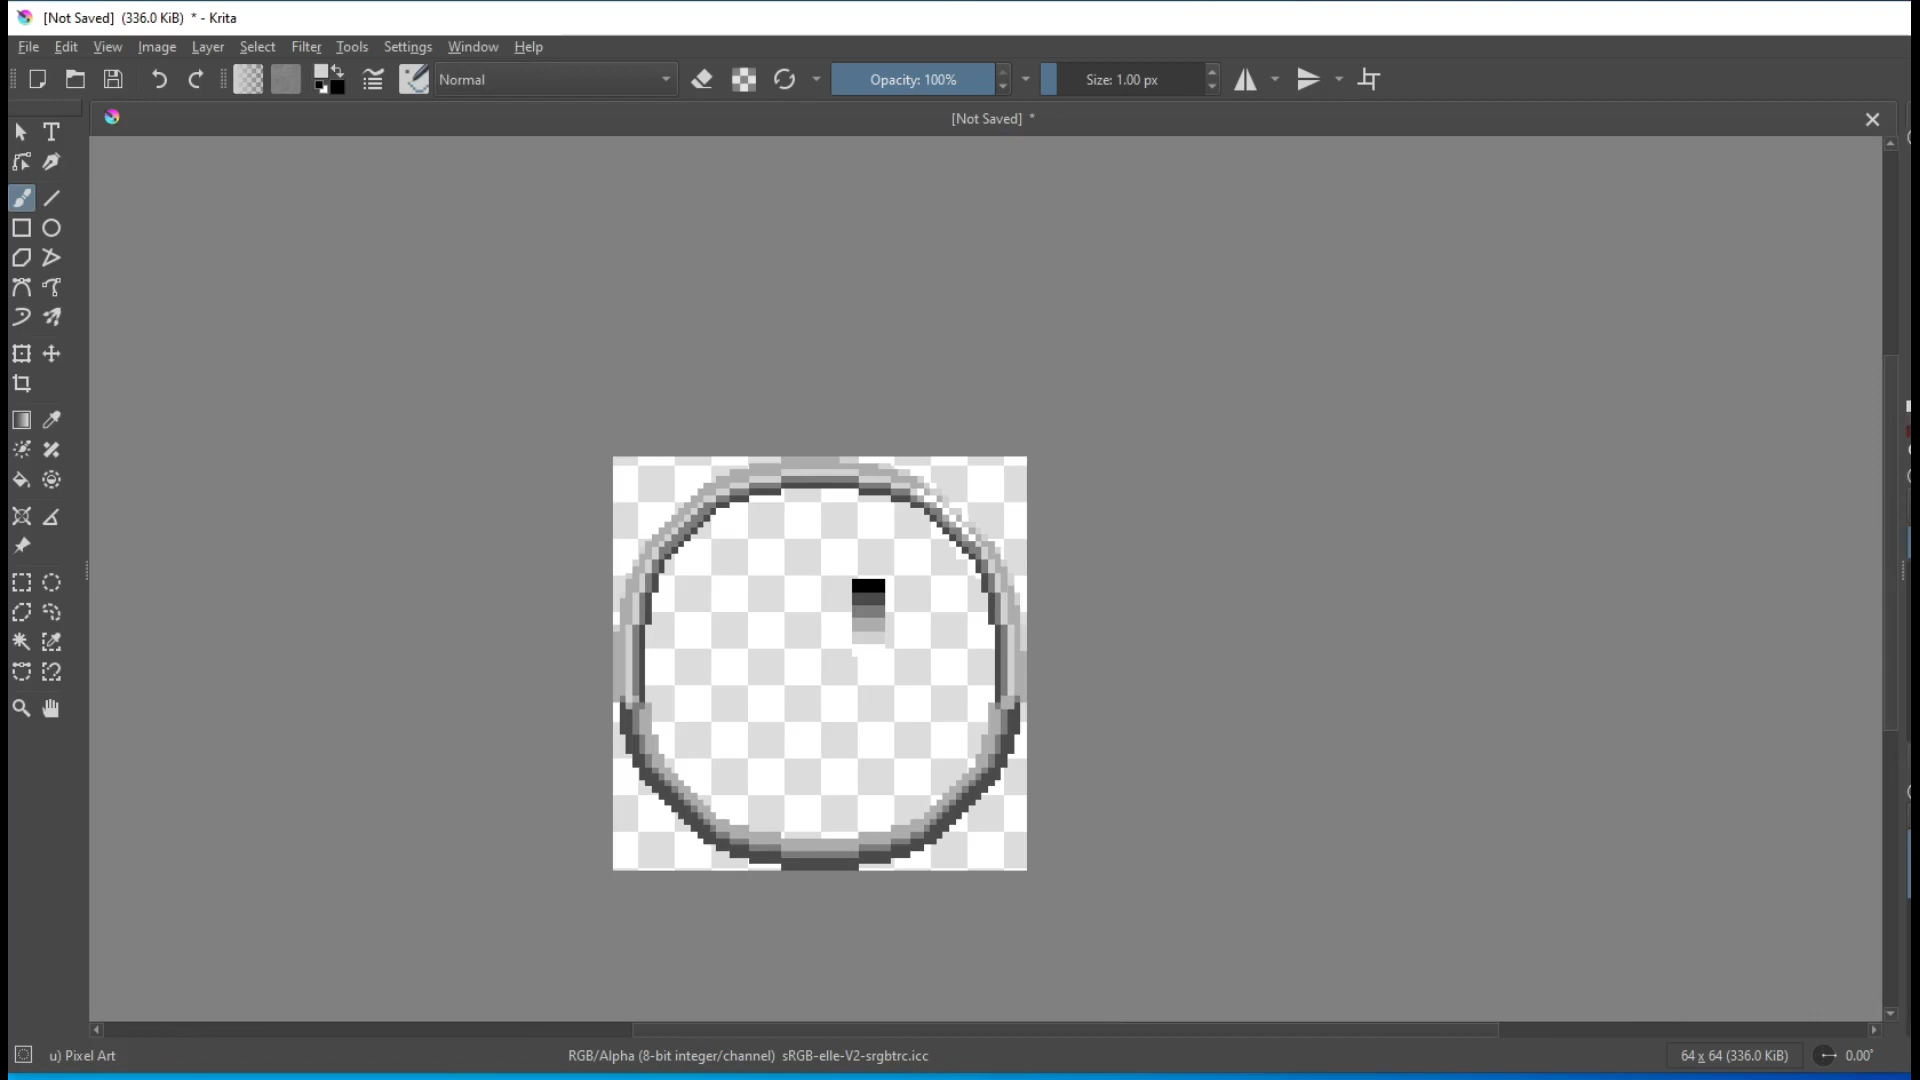 [Not Saved]  (336.0 KiB)  * - Krita
File Edit View Image Layer Select Filter Tools Settings Window Help
Normal Opacity: 100% Size: 1.00 px
[Not Saved]  *
u) Pixel Art RGB/Alpha (8-bit integer/channel)  sRGB-elle-V2-srgbtrc.icc 64 x 64 (336.0 KiB) 0.00°